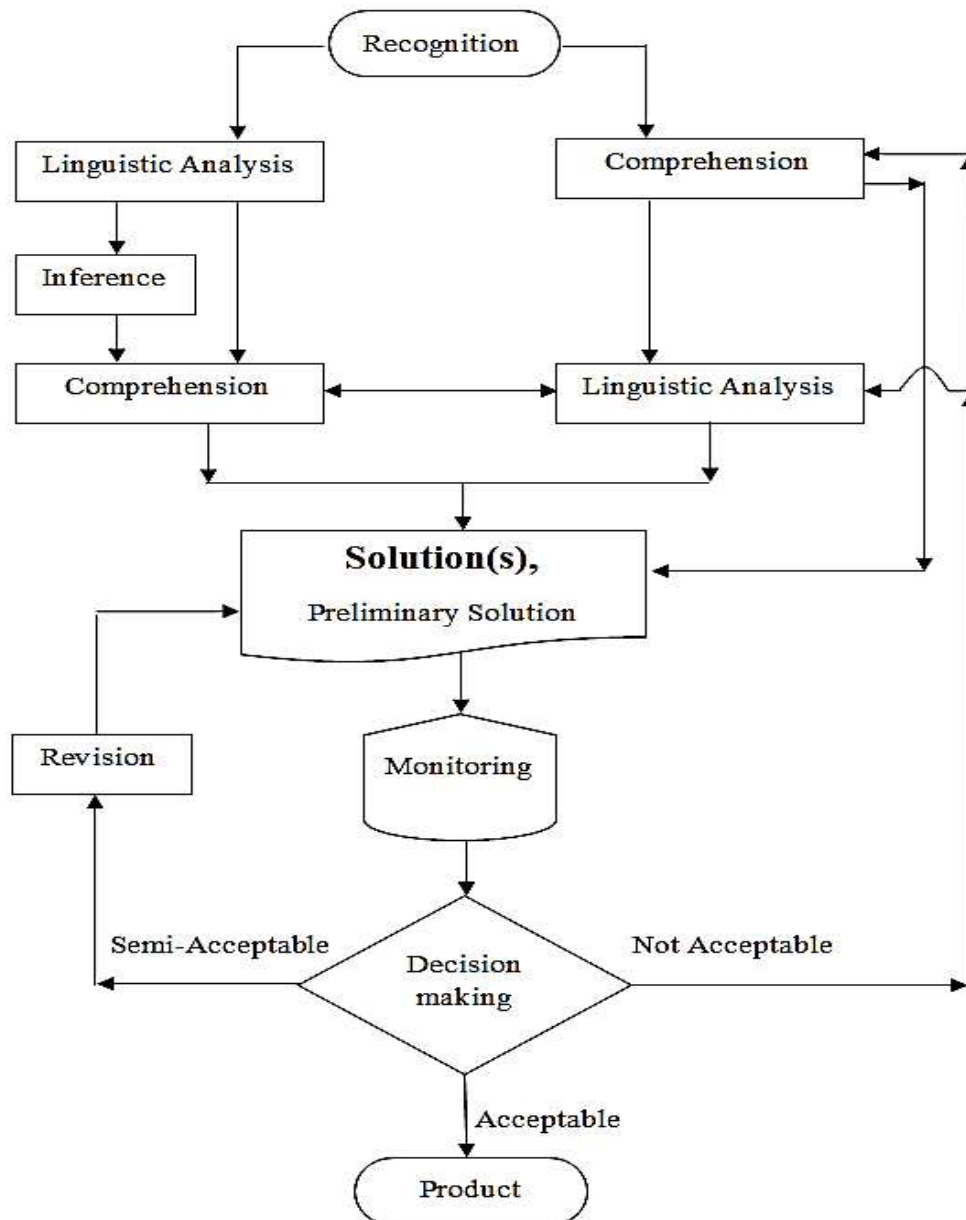 Recognition
Linguistic Analysis
Comprehension
Inference
Comprehension
Linguistic Analysis
Solution(s),
Preliminary Solution
Revision
Monitoring
Semi-Acceptable
Not Acceptable
Decision
making
Acceptable
Product